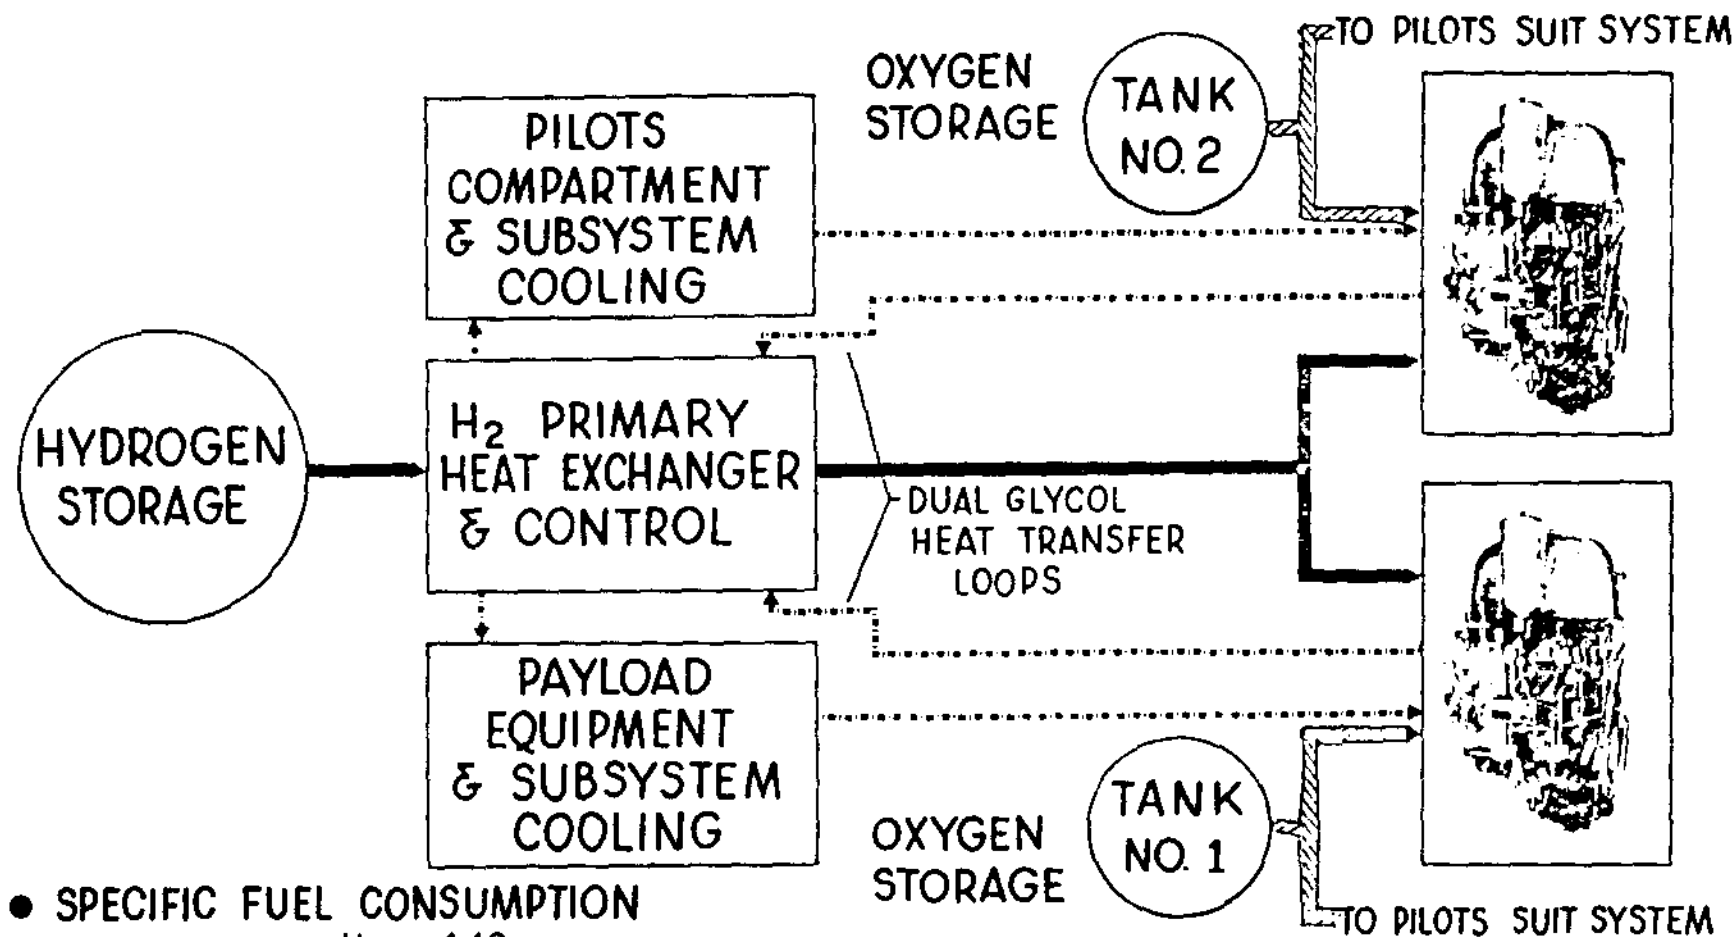 TO PILOTS SUIT SYSTEM
OXYGEN
STORAGE
TANK
NO. 2
PILOTS
COMPARTMENT
& SUBSYSTEM
COOLING
HYDROGEN
STORAGE
H2 PRIMARY
HEAT EXCHANGER
& CONTROL
DUAL GLYCOL
HEAT TRANSFER
LOOPS
PAYLOAD
EQUIPMENT
& SUBSYSTEM
COOLING
OXYGEN
STORAGE
TANK
NO. 1
TO PILOTS SUIT SYSTEM
● SPECIFIC FUEL CONSUMPTION